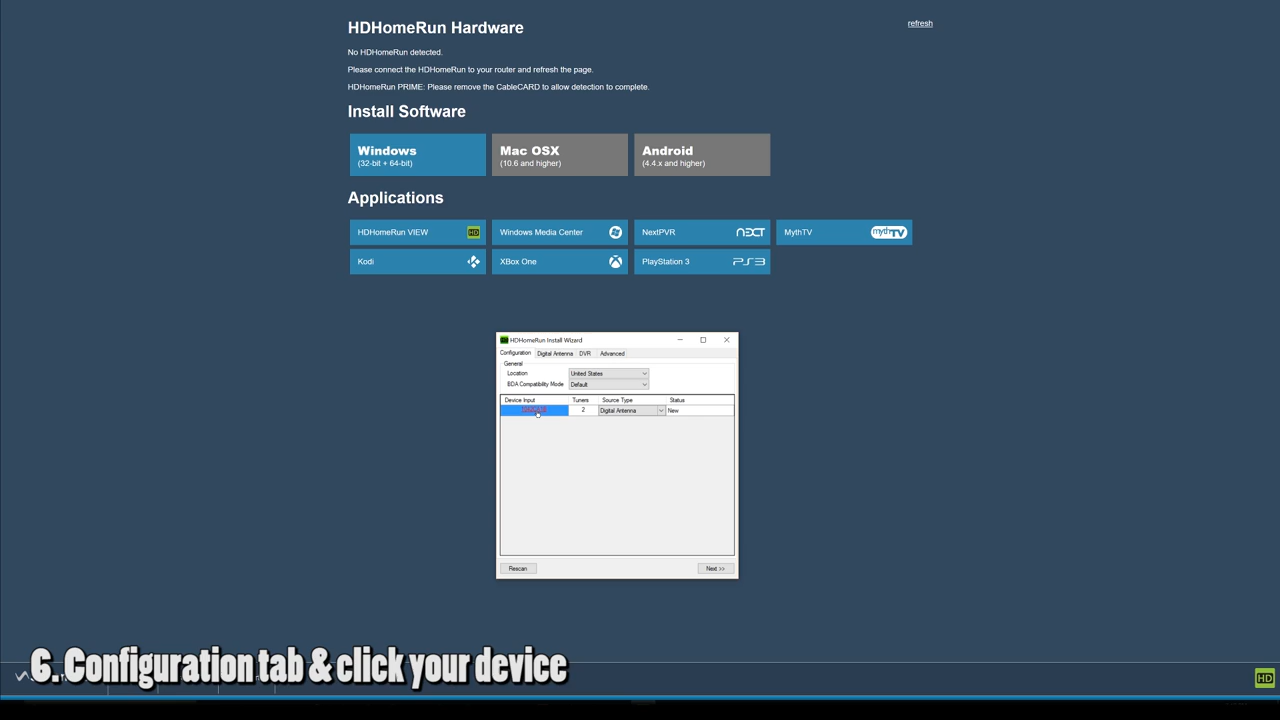 HDHomeRun Hardware
refresh
No HDHomeRun detected.
Please connect the HDHomeRun to your router and refresh the page.
HDHomeRun PRIME: Please remove the CableCARD to allow detection to complete.
Install Software
Windows
(32-bit + 64-bit)
Mac OSX
(10.6 and higher)
Android
(4.4.x and higher)
Applications
HDHomeRun VIEW HD
Windows Media Center
NextPVR NEXT
MythTV mythTV
Kodi
XBox One
PlayStation 3 PS3
HDHomeRun Install Wizard
Configuration Digital Antenna DVR Advanced
General
Location United States
BDA Compatibility Mode Default
Device Input Tuners Source Type Status
2 Digital Antenna New
Rescan Next >>
6. Configuration tab & click your device
HD